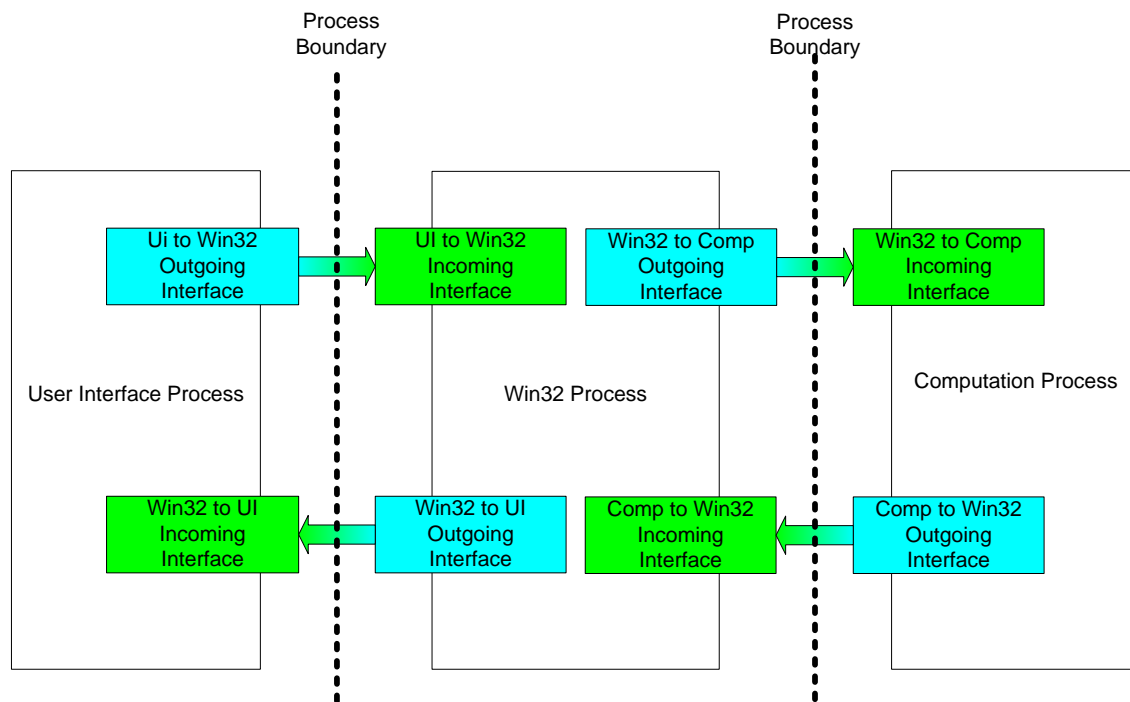 Process
Boundary
Process
Boundary
Ui to Win32
Outgoing
Interface
UI to Win32
Incoming
Interface
Win32 to Comp
Outgoing
Interface
Win32 to Comp
Incoming
Interface
User Interface Process
Win32 Process
Computation Process
Win32 to UI
Incoming
Interface
Win32 to UI
Outgoing
Interface
Comp to Win32
Incoming
Interface
Comp to Win32
Outgoing
Interface